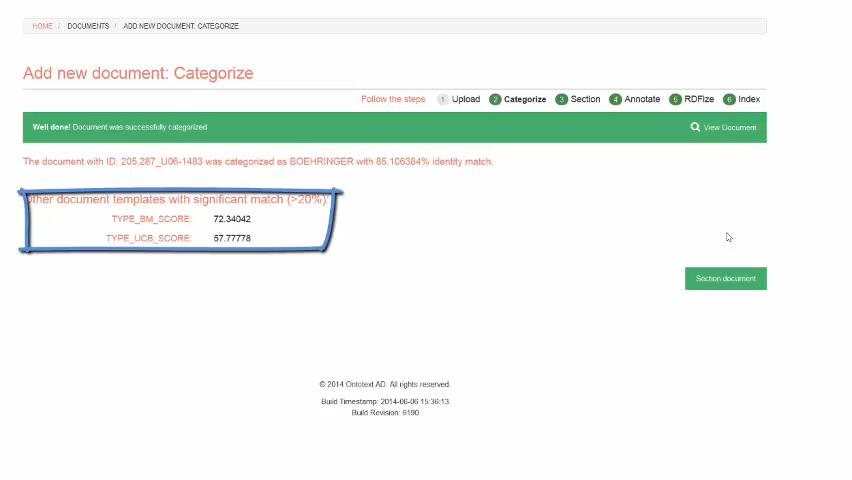 HOME / DOCUMENTS / ADD NEW DOCUMENT: CATEGORIZE
Add new document: Categorize
Follow the steps 1 Upload 2 Categorize 3 Section 4 Annotate 5 RDFize 6 Index
Well done! Document was successfully categorized View Document
The document with ID: 205.287_U06-1483 was categorized as BOEHRINGER with 85.106384% identity match.
Other document templates with significant match (>20%):
TYPE_BM_SCORE: 72.34042
TYPE_UCB_SCORE: 57.77778
Section document
© 2014 Ontotext AD. All rights reserved.
Build Timestamp: 2014-06-06 15:36:13
Build Revision: 6190